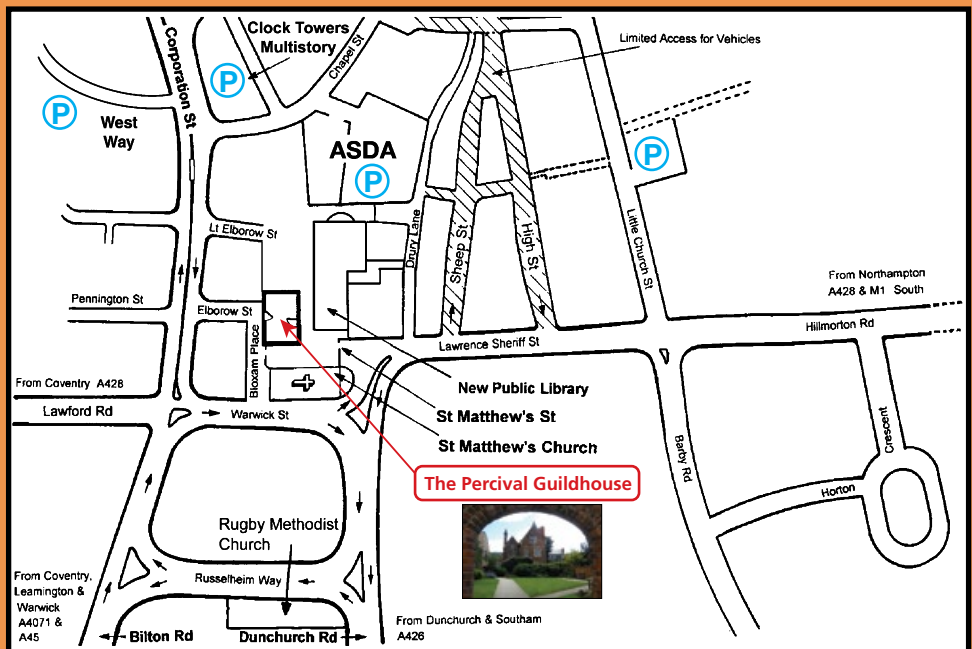 Clock Towers
Multistory
Corporation St
Chapel St
Limited Access for Vehicles
P
P
West
Way
ASDA
P
P
Lt Elborow St
Drury Lane
Sheep St
High St
Little Church St
From Northampton
A428 & M1 South
Pennington St
Elborow St
Bloxam Place
Lawrence Sheriff St
Hillmorton Rd
From Coventry A428
Lawford Rd
Warwick St
New Public Library
St Matthew's St
St Matthew's Church
Barby Rd
Crescent
Horton
The Percival Guildhouse
Rugby Methodist
Church
From Coventry,
Leamington &
Warwick
A4071 &
A45
Russelheim Way
Bilton Rd
Dunchurch Rd
From Dunchurch & Southam
A426